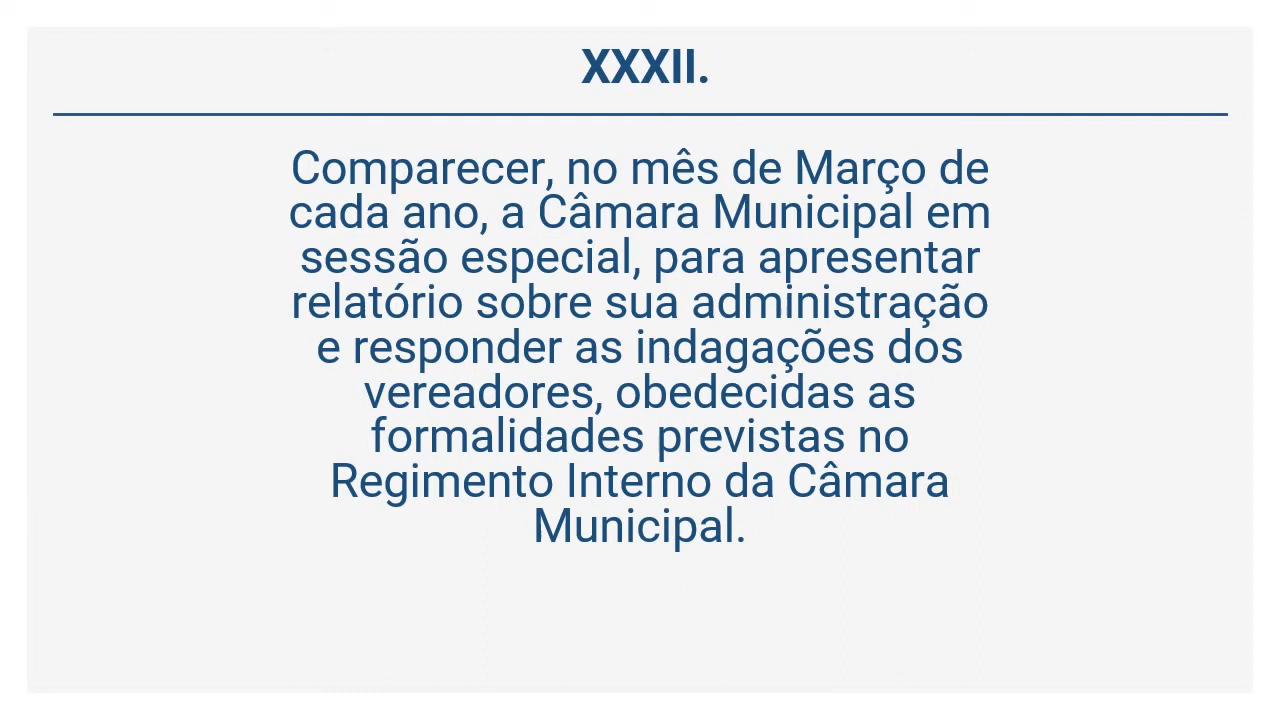 XXXII.
Comparecer, no mês de Março de
cada ano, a Câmara Municipal em
sessão especial, para apresentar
relatório sobre sua administração
e responder as indagações dos
vereadores, obedecidas as
formalidades previstas no
Regimento Interno da Câmara
Municipal.